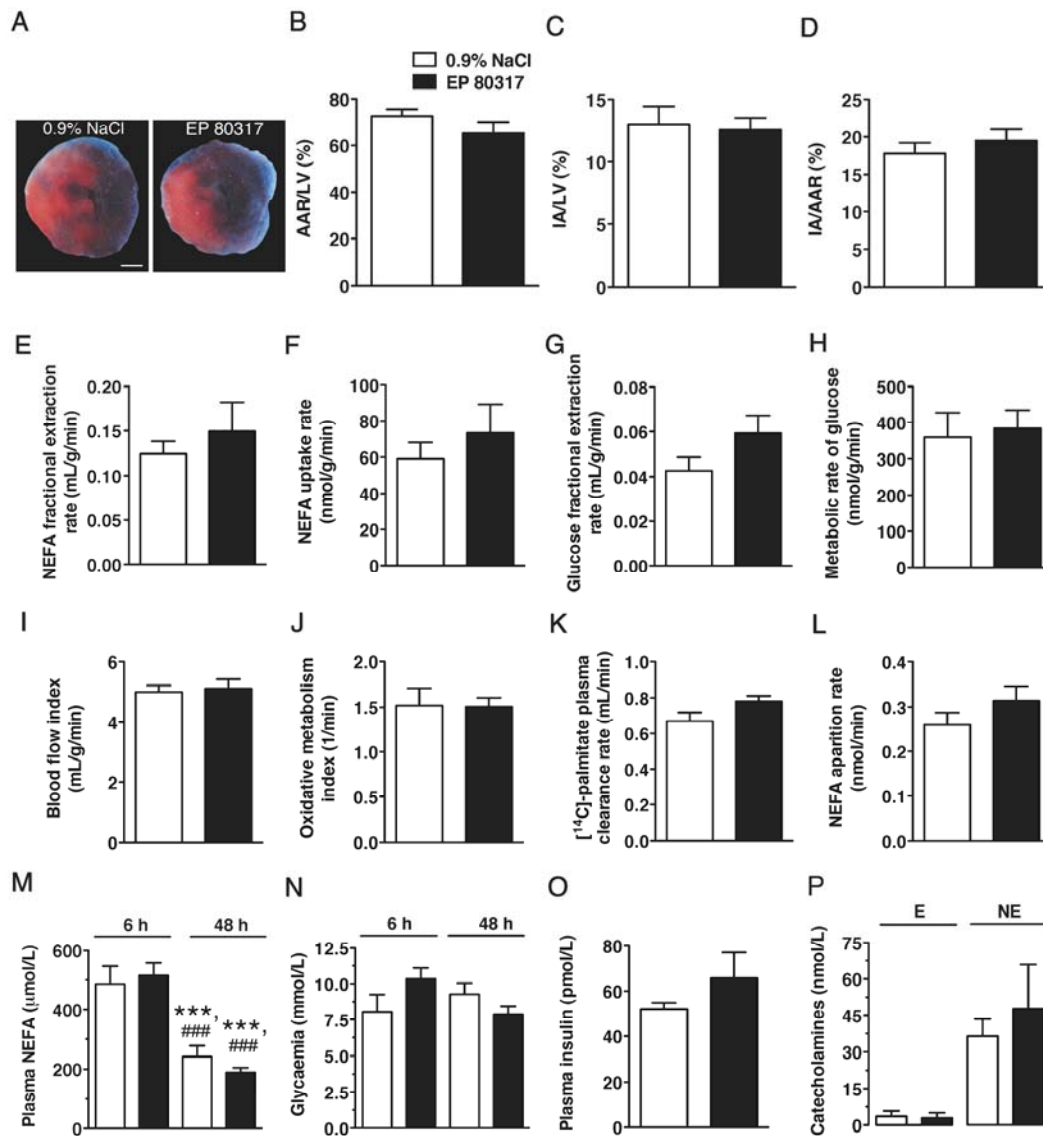 A
B
C
D
0.9% NaCl
EP 80317
0.9% NaCl EP 80317
AAR/LV (%)
80
60
40
20
0
IA/LV (%)
15
10
5
0
IA/AAR (%)
25
20
15
10
5
0
E
F
G
H
NEFA fractional extraction
rate (mL/g/min)
0.20
0.15
0.10
0.05
0.00
NEFA uptake rate
(nmol/g/min)
100
80
60
40
20
0
Glucose fractional extraction
rate (mL/g/min)
0.08
0.06
0.04
0.02
0.00
Metabolic rate of glucose
(nmol/g/min)
500
400
300
200
100
0
I
J
K
L
Blood flow index
(mL/g/min)
6
4
2
0
Oxidative metabolism
index (1/min)
2.0
1.5
1.0
0.5
0.0
[¹⁴C]-palmitate plasma
clearance rate (mL/min)
1.0
0.8
0.6
0.4
0.2
0.0
NEFA aparition rate
(nmol/min)
0.4
0.3
0.2
0.1
0.0
M
N
O
P
6 h 48 h
Plasma NEFA (µmol/L)
600
400
200
0
***, ***,
### ###
6 h 48 h
Glycaemia (mmol/L)
12.5
10.0
7.5
5.0
2.5
0.0
Plasma insulin (pmol/L)
80
60
40
20
0
E NE
Catecholamines (nmol/L)
75
60
45
30
15
0